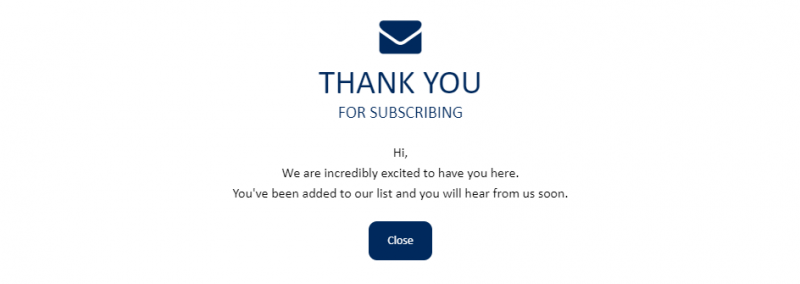 THANK YOU
FOR SUBSCRIBING
Hi,
We are incredibly excited to have you here.
You've been added to our list and you will hear from us soon.
Close